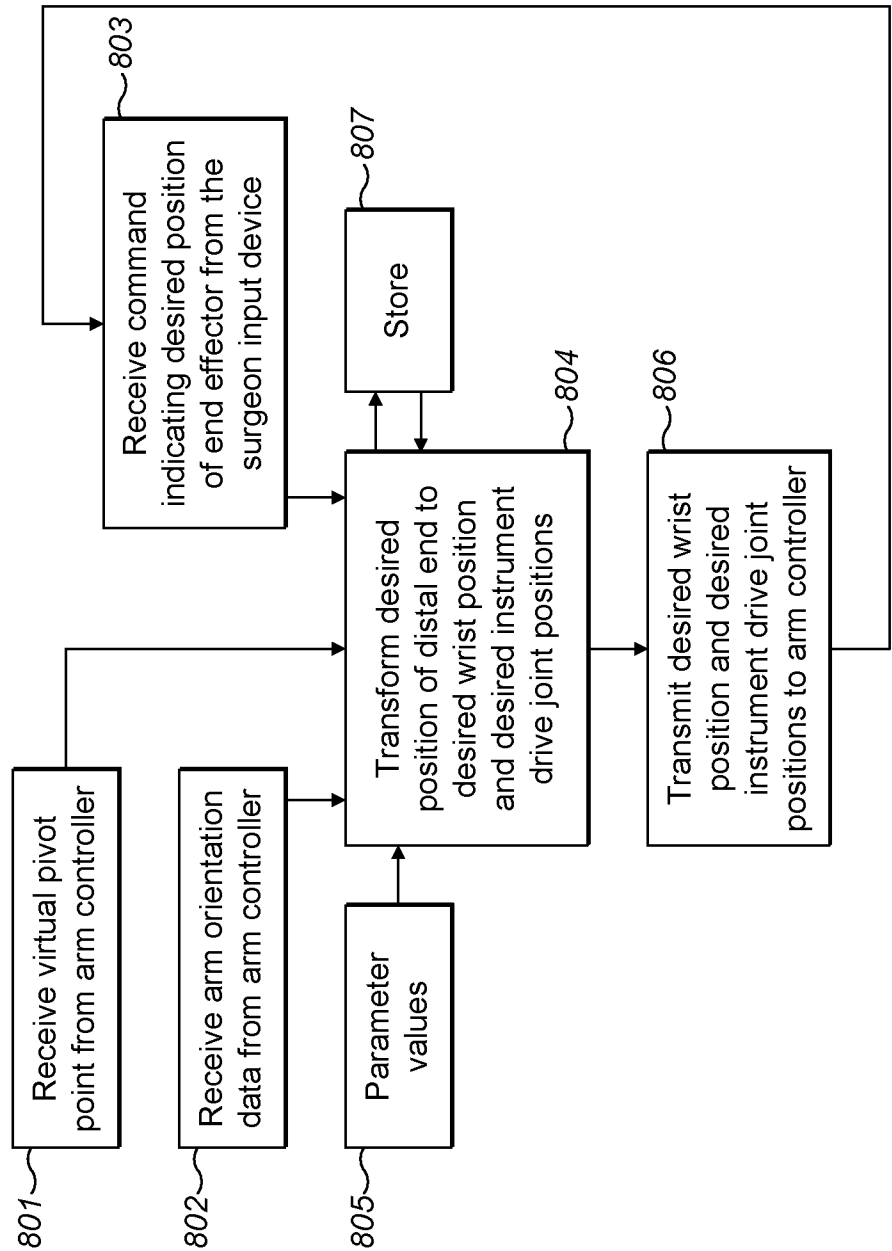 801
Receive virtual pivot
point from arm controller
802
Receive arm orientation
data from arm controller
803
Receive command
indicating desired position
of end effector from the
surgeon input device
805
Parameter
values
804
Transform desired
position of distal end to
desired wrist position
and desired instrument
drive joint positions
807
Store
806
Transmit desired wrist
position and desired
instrument drive joint
positions to arm controller